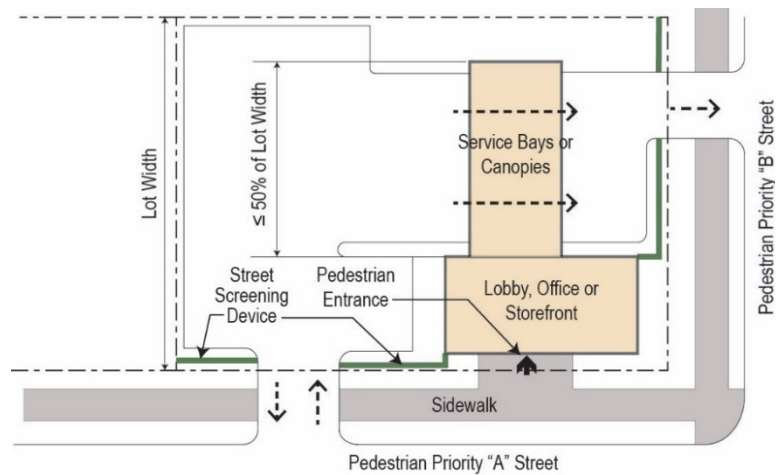 Lot Width
≤ 50% of Lot Width
Service Bays or
Canopies
Pedestrian Priority "B" Street
Street
Screening
Device
Pedestrian
Entrance
Lobby, Office or
Storefront
Sidewalk
Pedestrian Priority "A" Street